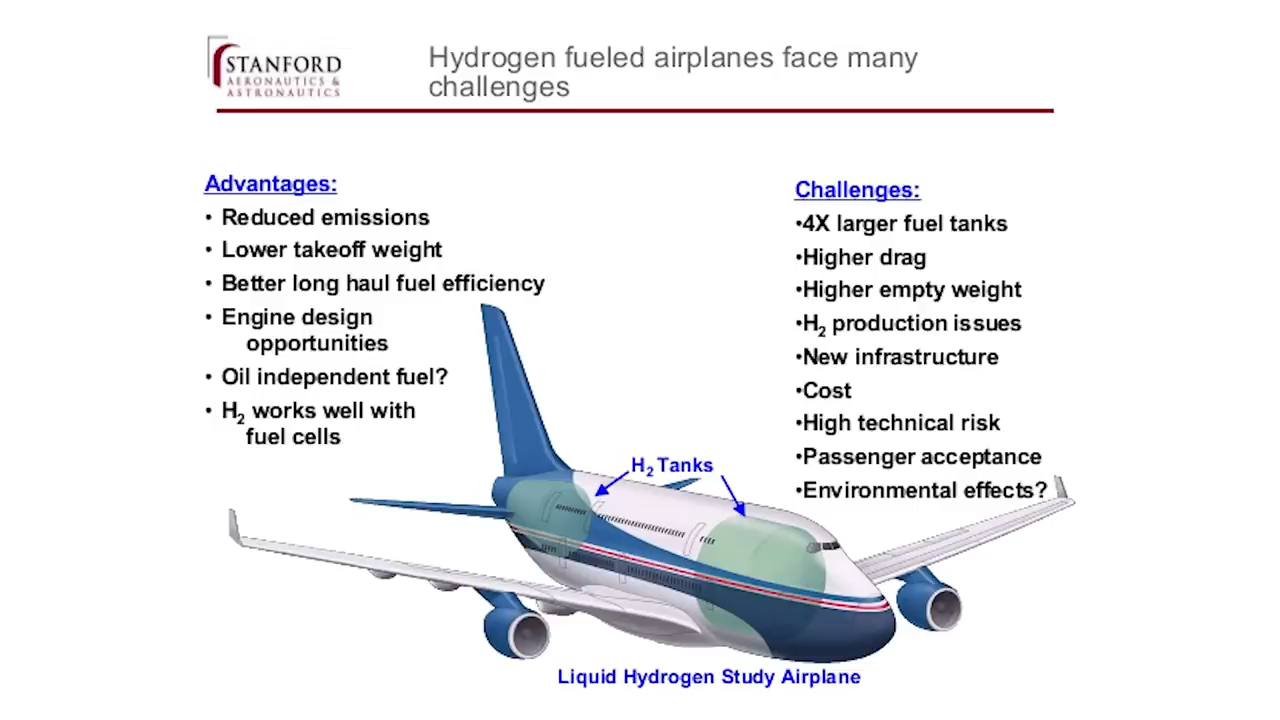 STANFORD
AERONAUTICS &
ASTRONAUTICS
Hydrogen fueled airplanes face many
challenges
Advantages:
• Reduced emissions
• Lower takeoff weight
• Better long haul fuel efficiency
• Engine design
opportunities
• Oil independent fuel?
• H2 works well with
fuel cells
Challenges:
•4X larger fuel tanks
•Higher drag
•Higher empty weight
•H2 production issues
•New infrastructure
•Cost
•High technical risk
•Passenger acceptance
•Environmental effects?
H2 Tanks
Liquid Hydrogen Study Airplane